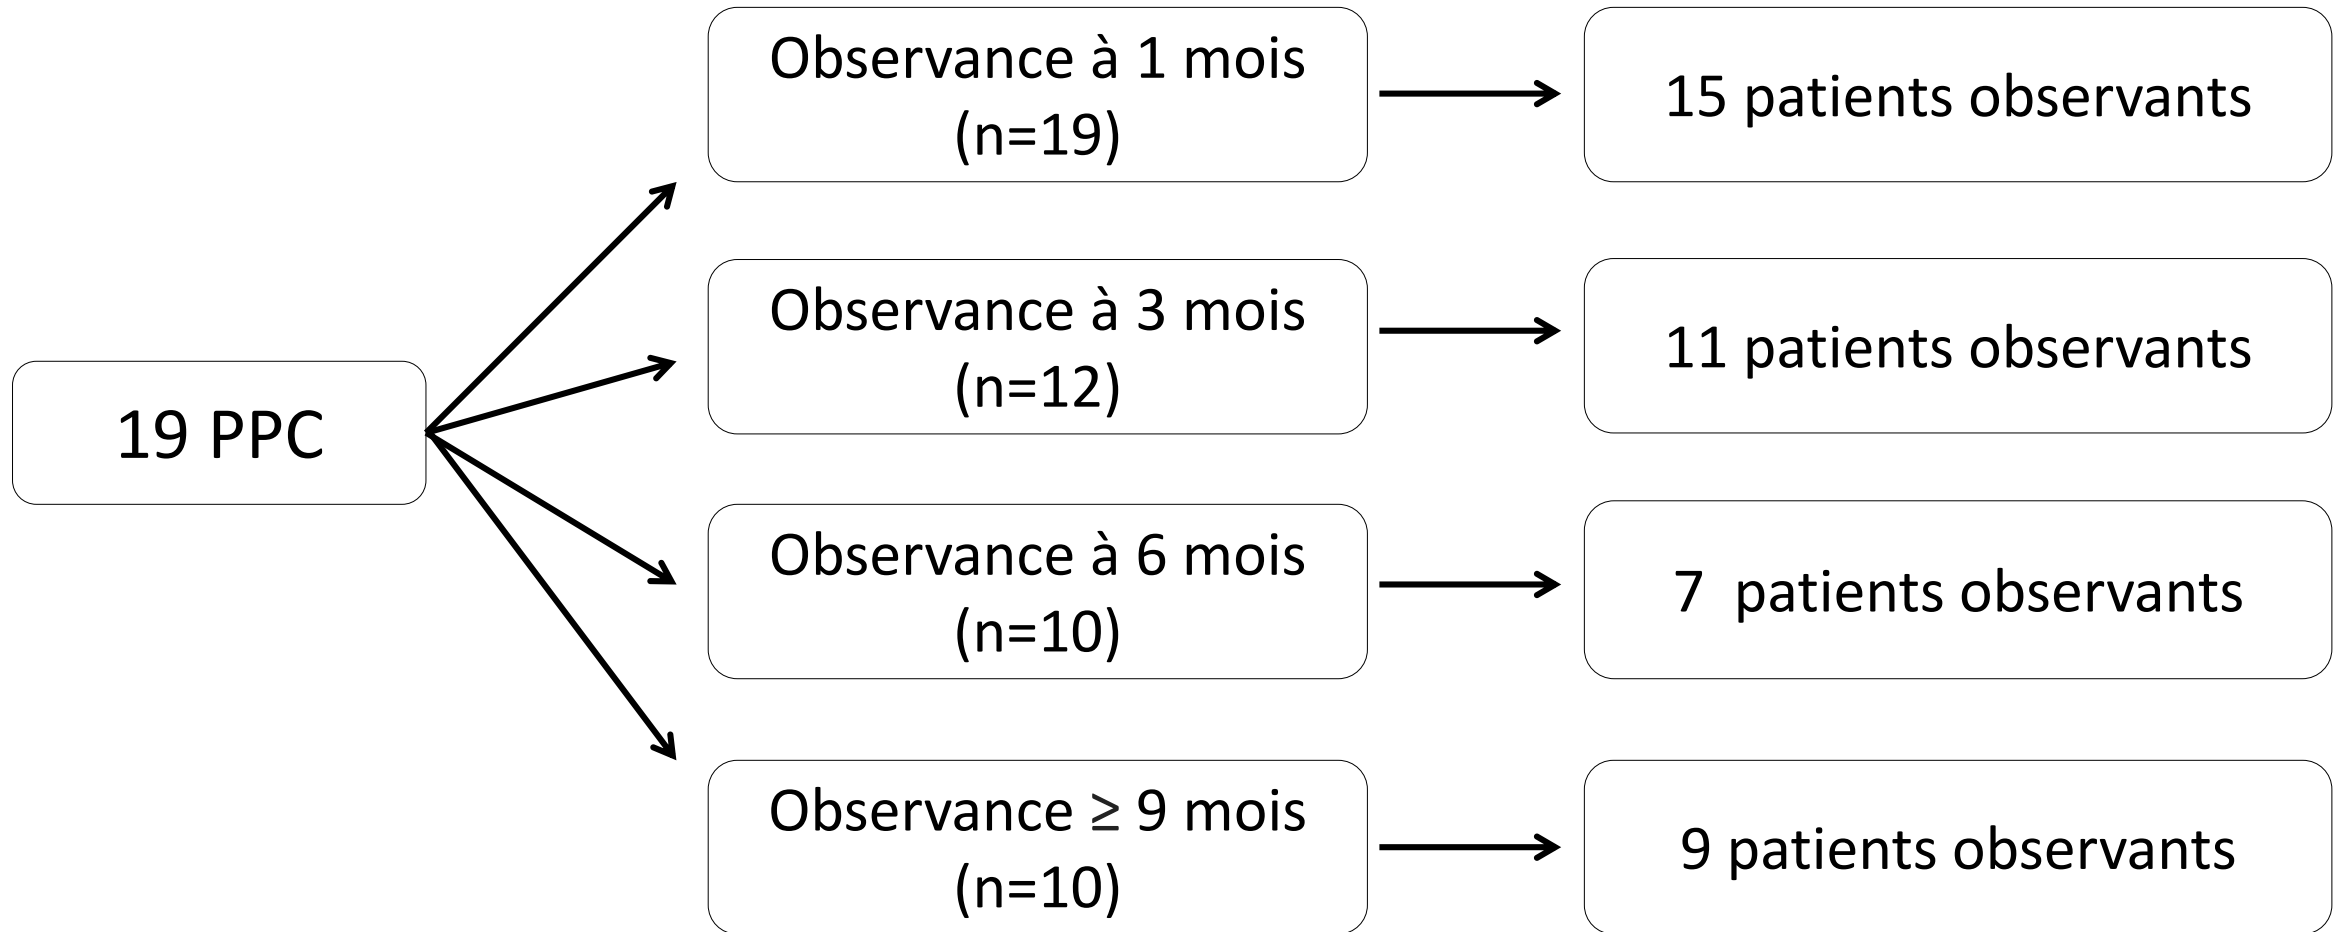 19 PPC
Observance à 1 mois
(n=19)
15 patients observants
Observance à 3 mois
(n=12)
11 patients observants
Observance à 6 mois
(n=10)
7  patients observants
Observance ≥ 9 mois
(n=10)
9 patients observants